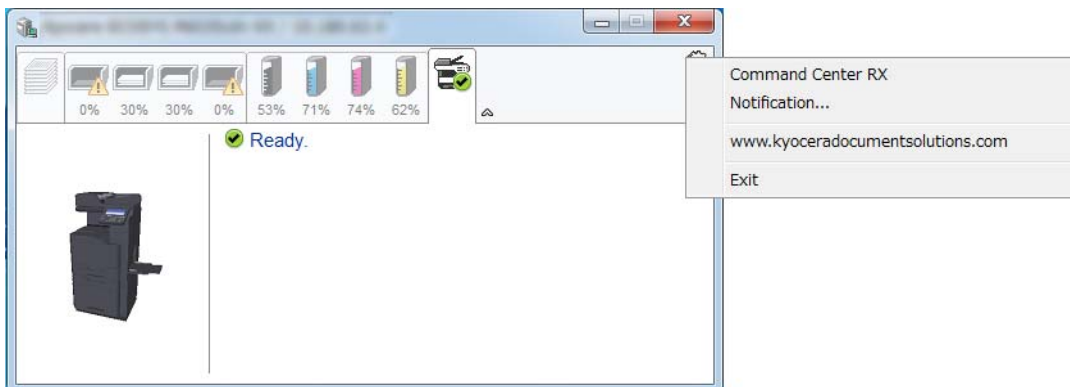 0% 30% 30% 0% 53% 71% 74% 62%
Ready.
Command Center RX
Notification...
www.kyoceradocumentsolutions.com
Exit